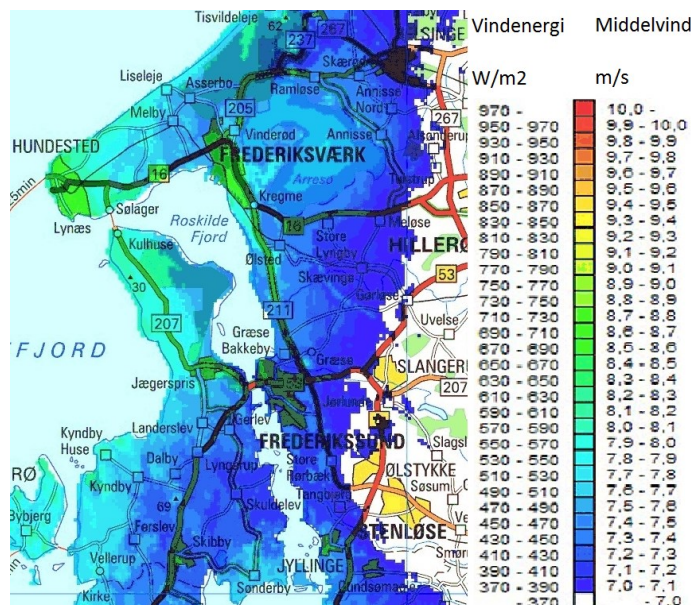 Tisvildeleje
62
237
267
HELSINGE
Skærød
Liseleje
Asserbo
Ramløse
Annisse
Nord
Melby
205
267
HUNDESTED
Vinderød
Annisse
Alsønderup
FREDERIKSVÆRK
25min
16
Arresø
Tulstrup
Kregme
Lynæs
Sølager
Roskilde
Fjord
16
Meløse
Store
Lyngby
Kulhuse
HILLERØ
Ølsted
Skævinge
53
30
Gørløse
211
207
Uvelse
FJORD
Græse
Bakkeby
Græse
SLANGERU
Jægerspris
53
207
Jørlunde
Landerslev
Gerlev
FREDERIKSSUND
Kyndby
Huse
Slagsl
Dalby
Lyngerup
Store
Rørbæk
ØLSTYKKE
RØ
Kyndby
Søsum
Tangbjerg
69
Skuldelev
Bybjerg
Ferslev
STENLØSE
Skibby
Vellerup
Smør
JYLLINGE
Sønderby
Gundsømagle
Kirke
Vindenergi Middelvind
W/m2 m/s
970 - 10,0 -
950 - 970 9,9 - 10,0
930 - 950 9,8 - 9,9
910 - 930 9,7 - 9,8
890 - 910 9,6 - 9,7
870 - 890 9,5 - 9,6
850 - 870 9,4 - 9,5
830 - 850 9,3 - 9,4
810 - 830 9,2 - 9,3
790 - 810 9,1 - 9,2
770 - 790 9,0 - 9,1
750 - 770 8,9 - 9,0
730 - 750 8,8 - 8,9
710 - 730 8,7 - 8,8
690 - 710 8,6 - 8,7
670 - 690 8,5 - 8,6
650 - 670 8,4 - 8,5
630 - 650 8,3 - 8,4
610 - 630 8,2 - 8,3
590 - 610 8,1 - 8,2
570 - 590 8,0 - 8,1
550 - 570 7,9 - 8,0
530 - 550 7,8 - 7,9
510 - 530 7,7 - 7,8
490 - 510 7,6 - 7,7
470 - 490 7,5 - 7,6
450 - 470 7,4 - 7,5
430 - 450 7,3 - 7,4
410 - 430 7,2 - 7,3
390 - 410 7,1 - 7,2
370 - 390 7,0 - 7,1
- 370 - 7,0